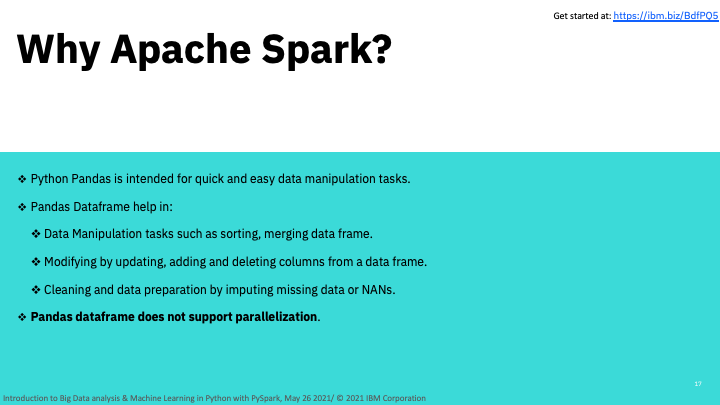 Get started at: https://ibm.biz/BdfPQ5
Why Apache Spark?
❖ Python Pandas is intended for quick and easy data manipulation tasks.
❖ Pandas Dataframe help in:
❖ Data Manipulation tasks such as sorting, merging data frame.
❖ Modifying by updating, adding and deleting columns from a data frame.
❖ Cleaning and data preparation by imputing missing data or NANs.
❖ Pandas dataframe does not support parallelization.
17
Introduction to Big Data analysis & Machine Learning in Python with PySpark, May 26 2021/ © 2021 IBM Corporation